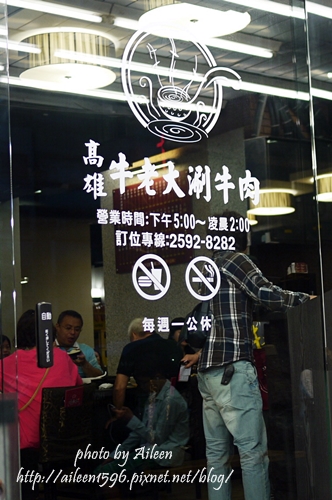 高雄 牛老大涮牛肉
營業時間:下午5:00～凌晨2:00
訂位專線:2592-8282
每週一公休
自動
photo by Aileen
http://aileen1596.pixnet.net/blog/